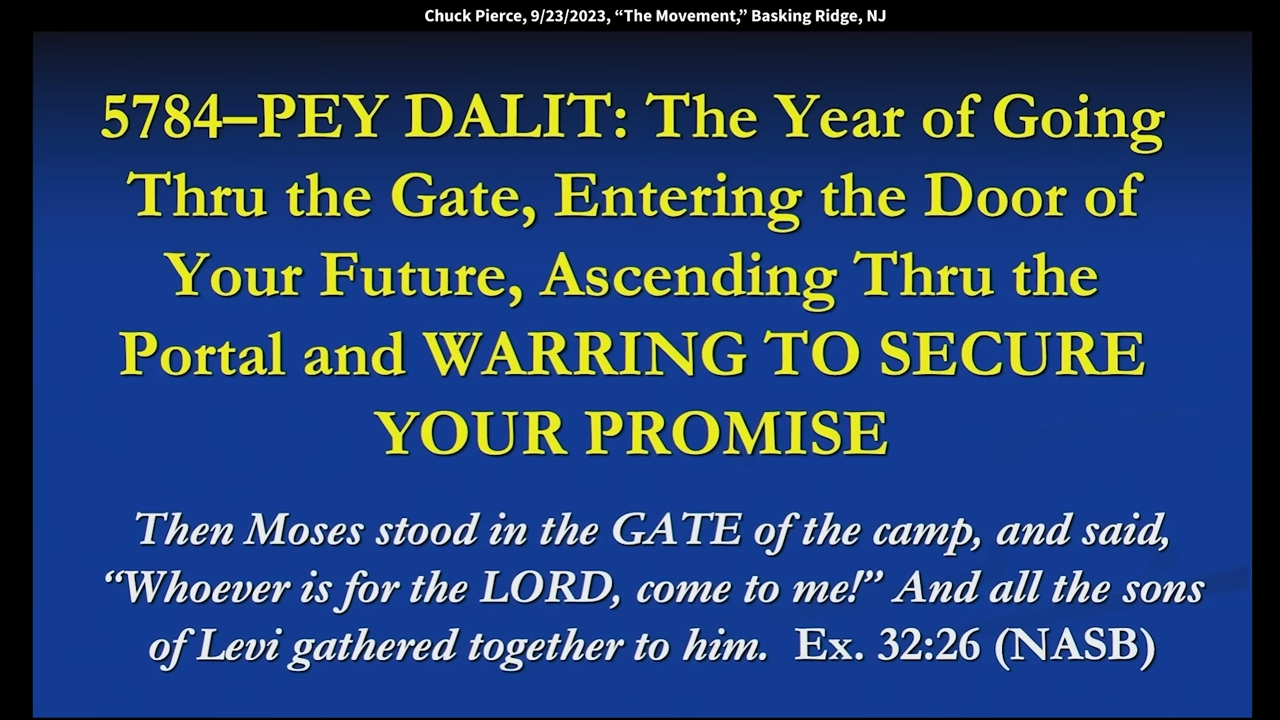 Chuck Pierce, 9/23/2023, “The Movement,” Basking Ridge, NJ
5784–PEY DALIT: The Year of Going
Thru the Gate, Entering the Door of
Your Future, Ascending Thru the
Portal and WARRING TO SECURE
YOUR PROMISE
Then Moses stood in the GATE of the camp, and said,
“Whoever is for the LORD, come to me!” And all the sons
of Levi gathered together to him. Ex. 32:26 (NASB)